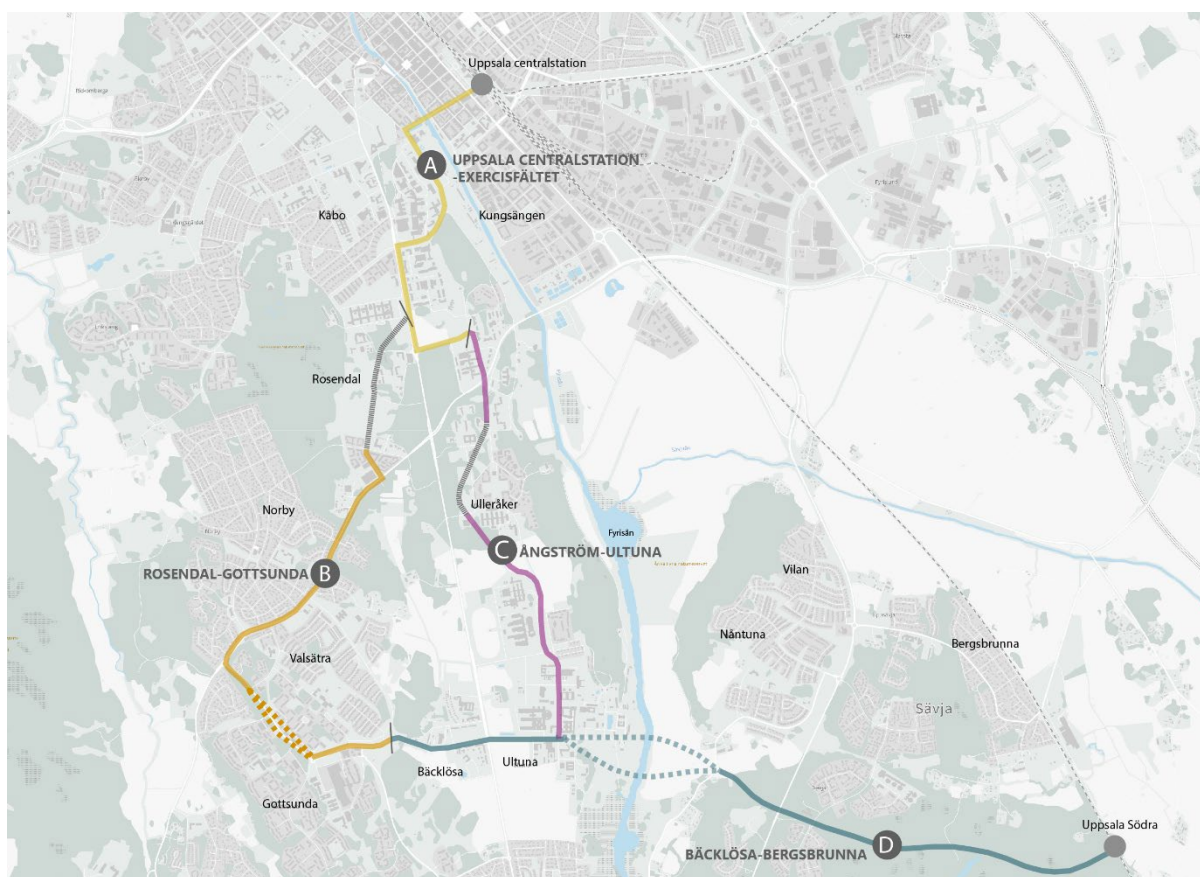 Uppsala centralstation
A
UPPSALA CENTRALSTATION
-EXERCISFÄLTET
Kåbo
Kungsängen
Rosendal
Ulleråker
Norby
C
ÅNGSTRÖM-ULTUNA
Fyrisån
ROSENDAL-GOTTSUNDA
B
Vilan
Nåntuna
Bergsbrunna
Valsätra
Sävja
Bäcklösa
Ultuna
Gottsunda
Uppsala Södra
BÄCKLÖSA-BERGSBRUNNA
D